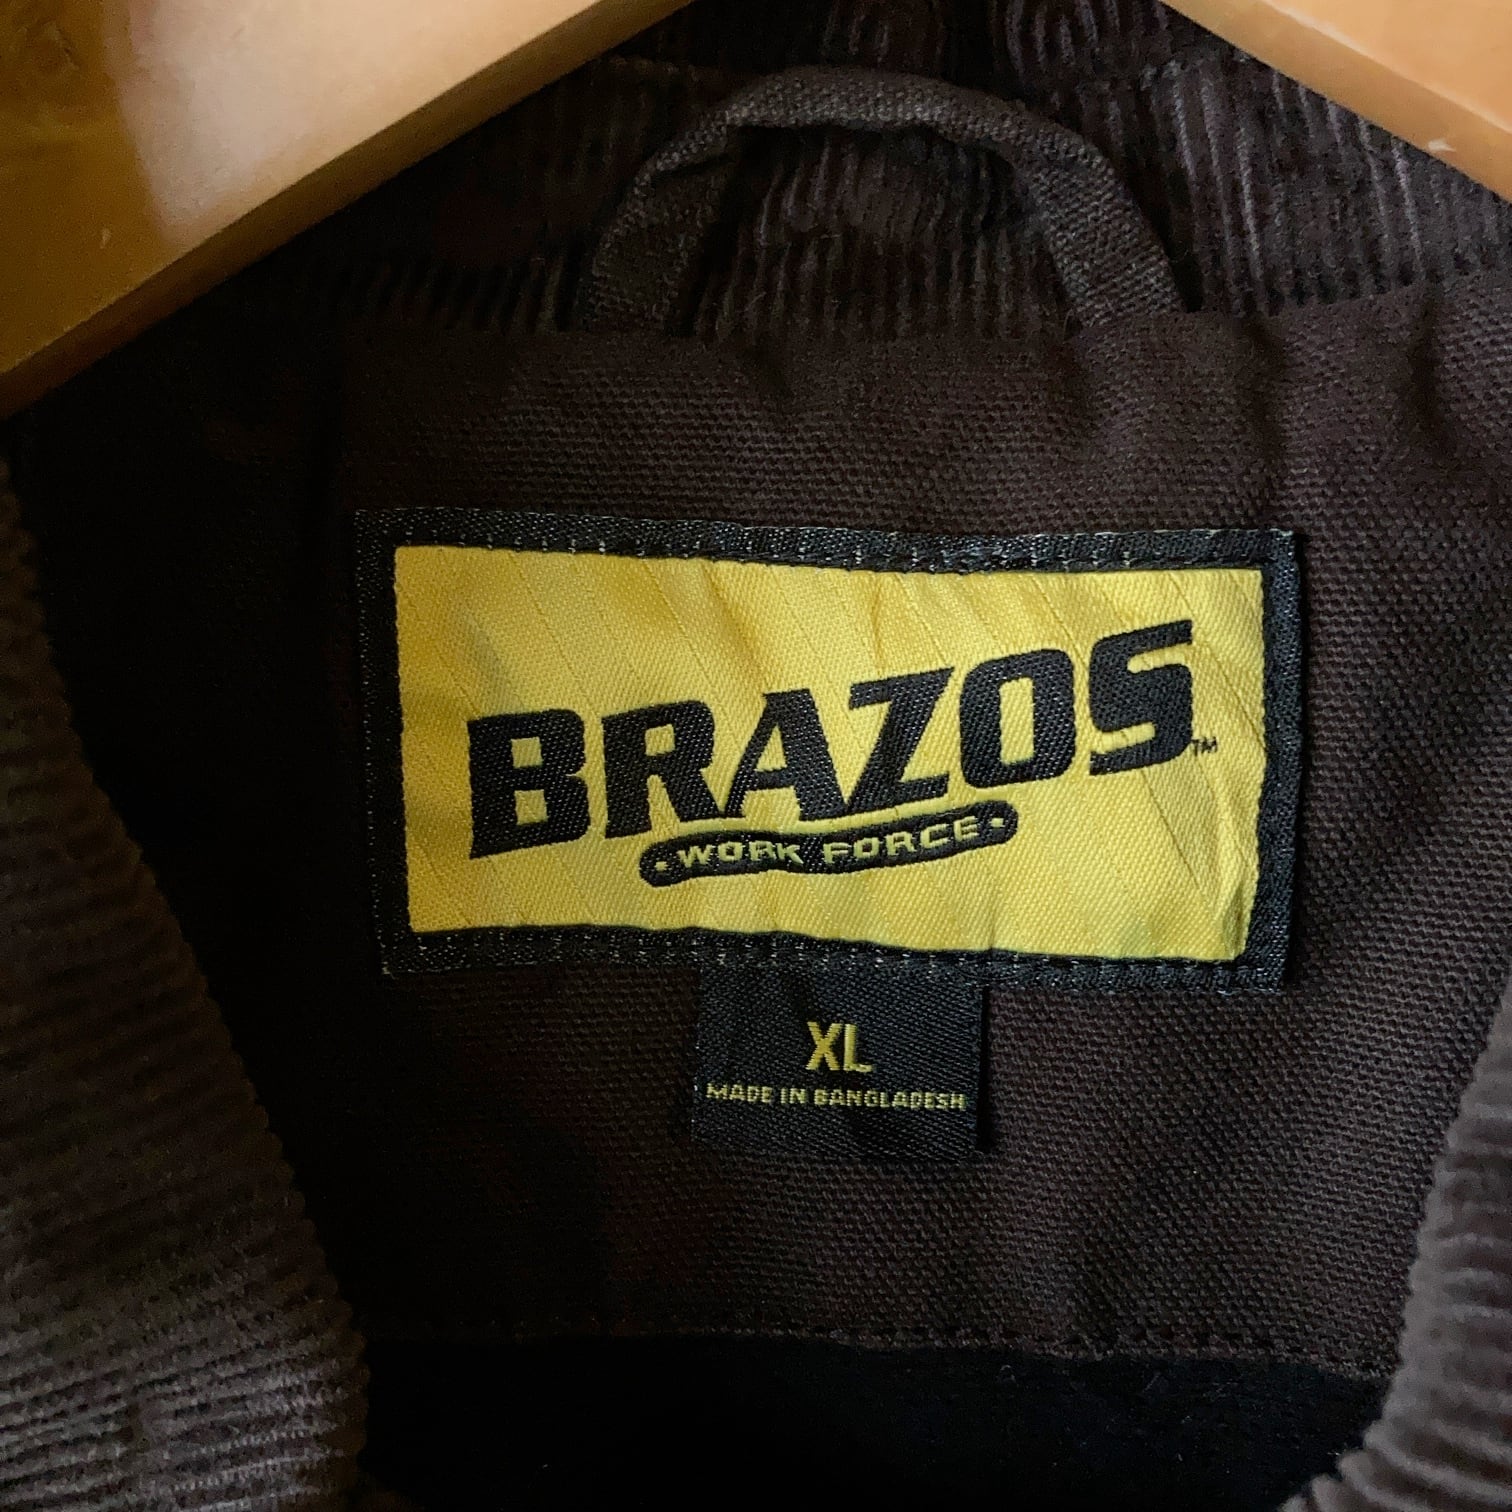 BRAZOS™
•WORK FORCE•
XL
MADE IN BANGLADESH